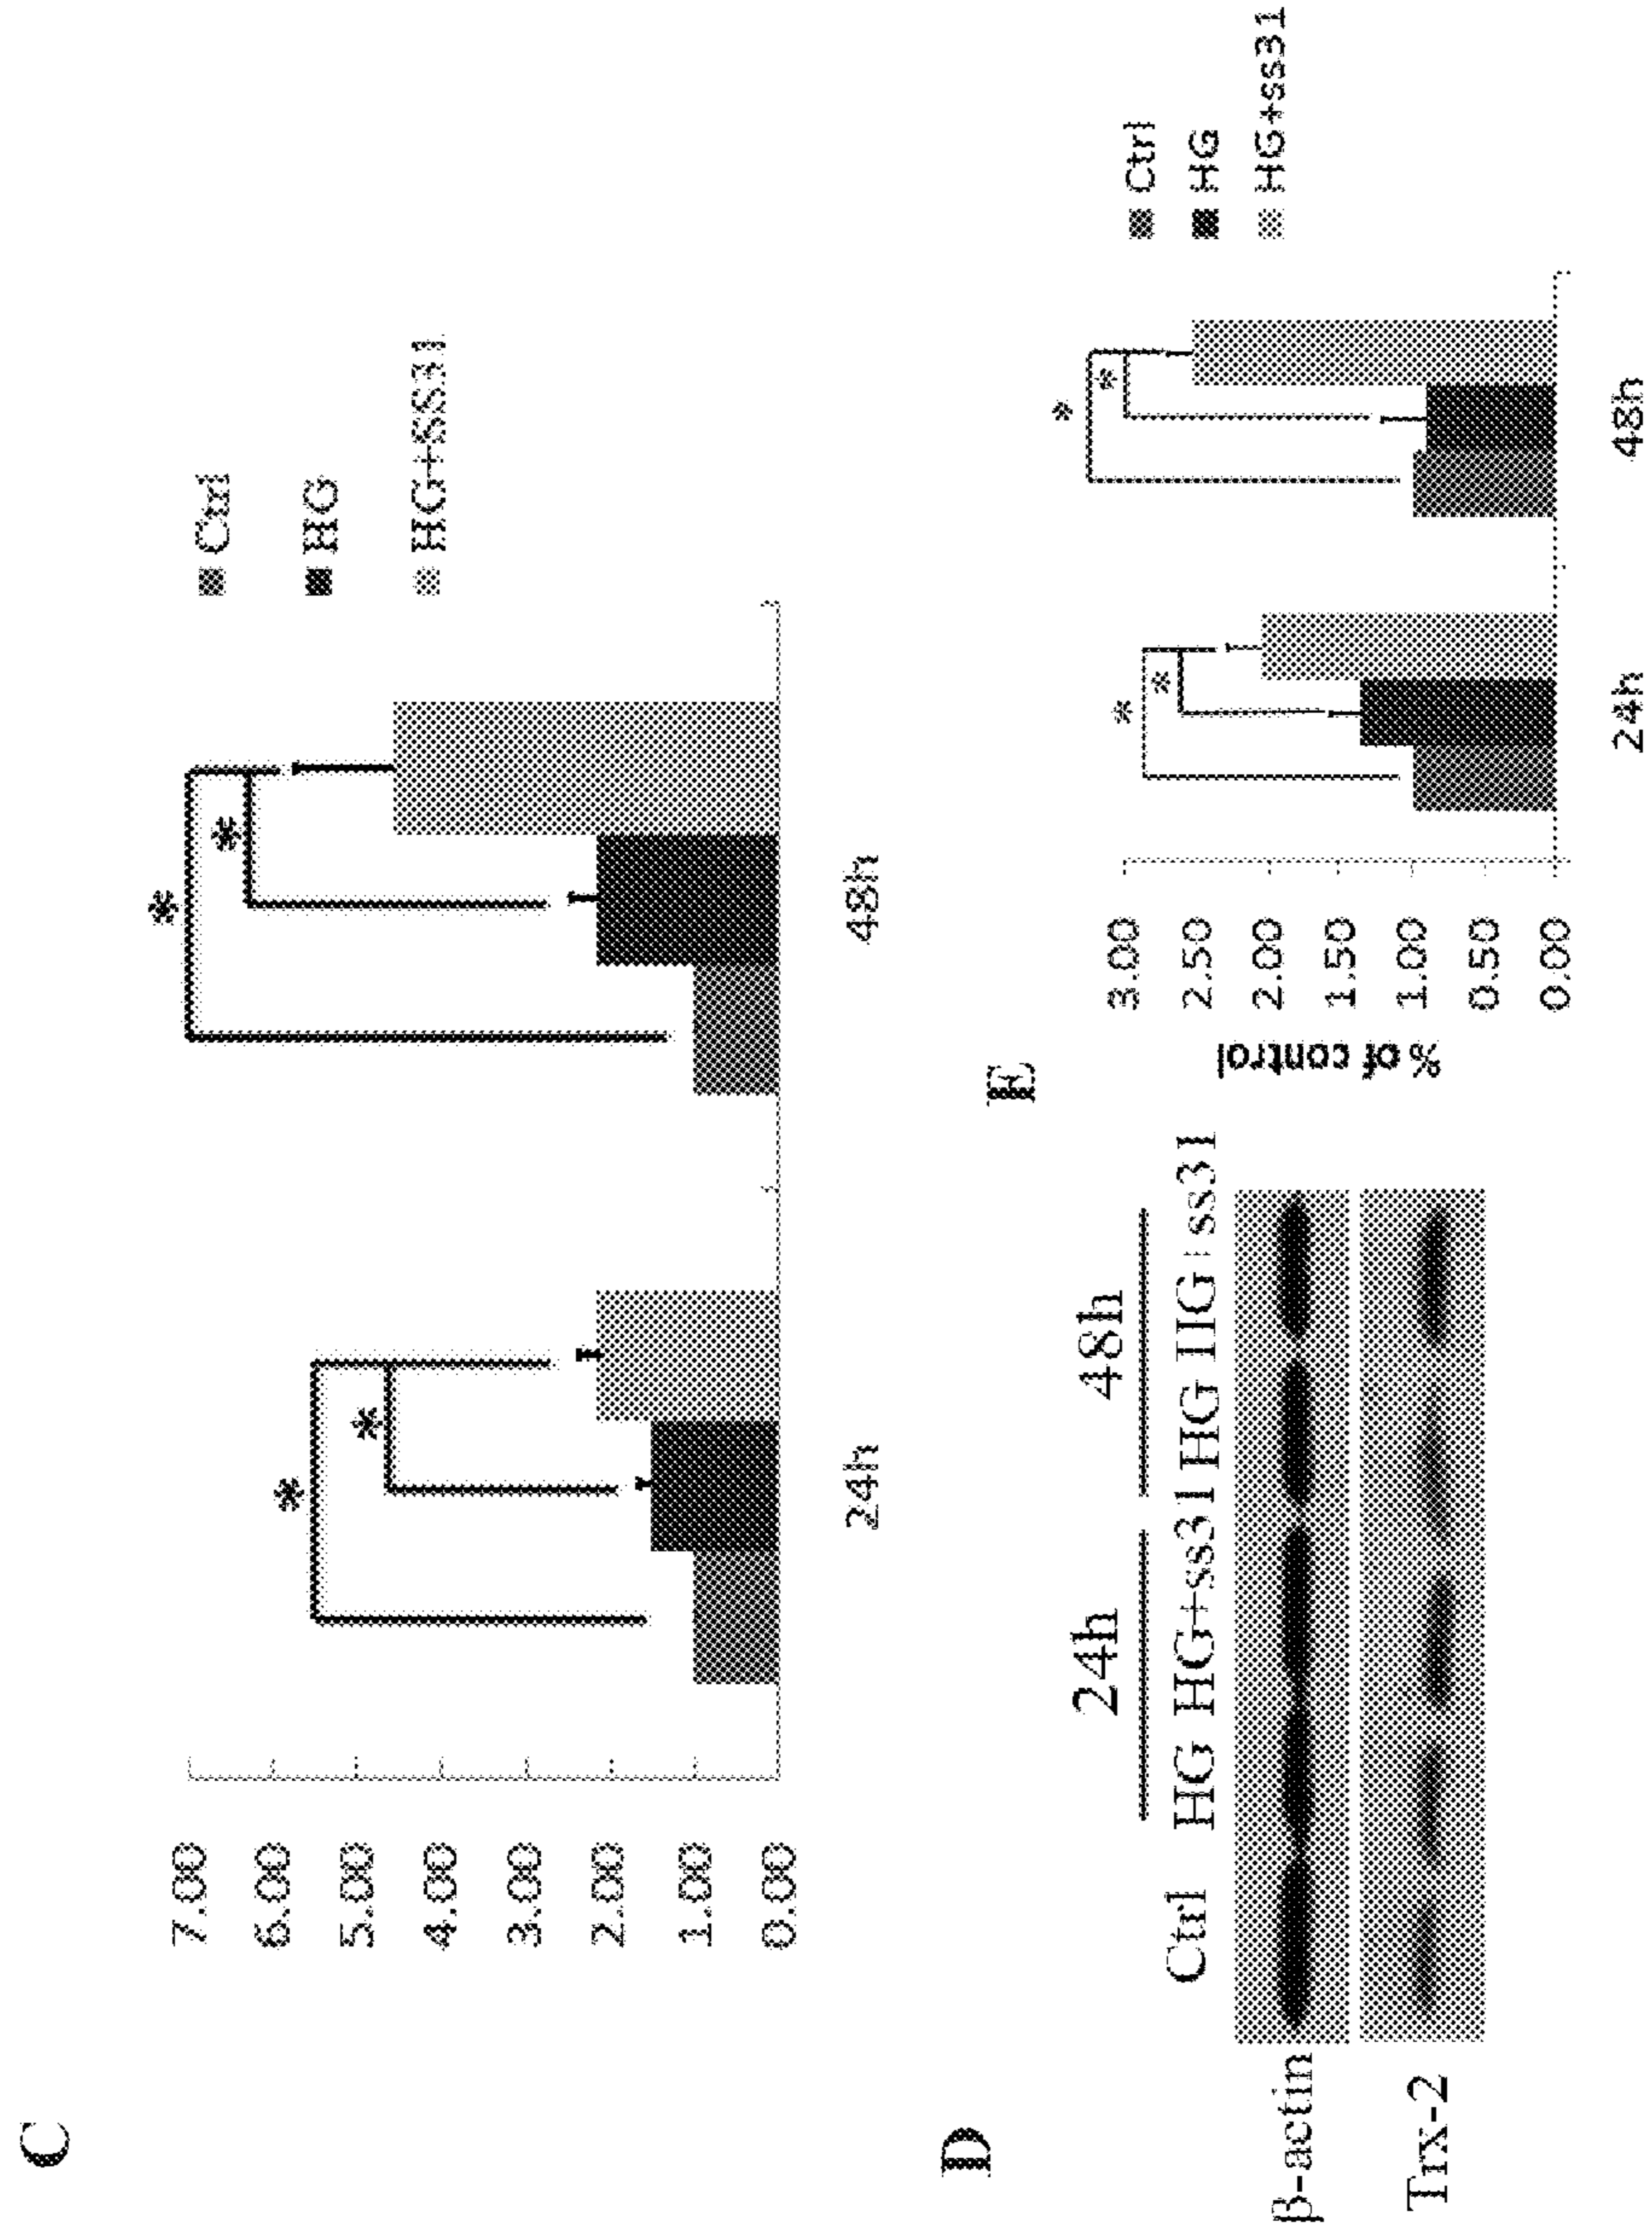 C
7.00
6.00
5.00
4.00
3.00
2.00
1.00
0.00
*
*
*
*
24h
48h
Ctrl
HG
HG+SS31
D
24h
48h
Ctrl HG HG+ss31 HG HG+ss31
β-actin
Trx-2
E
% of control
3.00
2.50
2.00
1.50
1.00
0.50
0.00
*
*
*
*
24h
48h
Ctrl
HG
HG+ss31